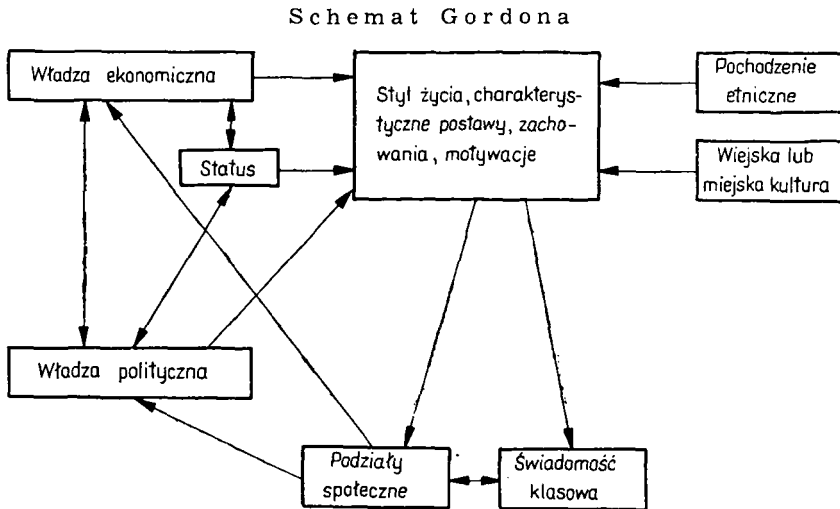 Schemat Gordona
Władza ekonomiczna
Styl życia, charakterys-
tyczne postawy, zacho-
wania, motywacje
Pochodzenie
etniczne
Status
Wiejska lub
miejska kultura
Władza polityczna
Podziały
społeczne
Świadomość
klasowa